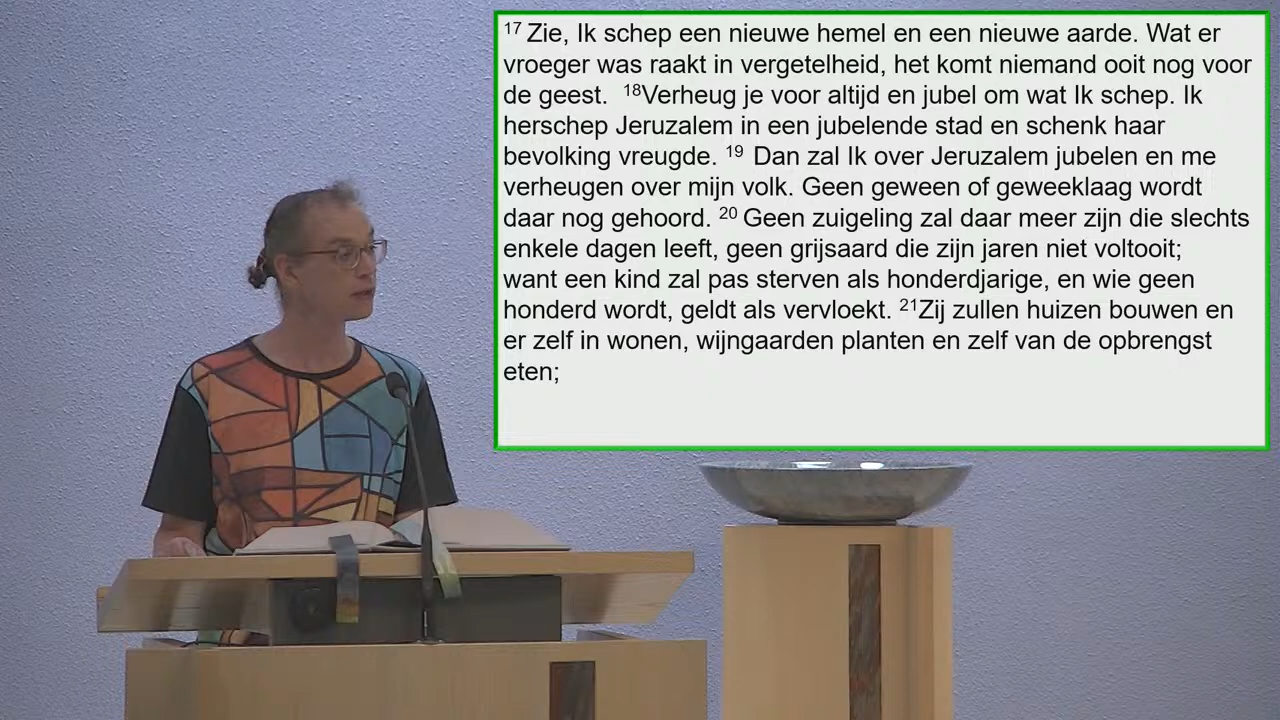 17 Zie, Ik schep een nieuwe hemel en een nieuwe aarde. Wat er
vroeger was raakt in vergetelheid, het komt niemand ooit nog voor
de geest. 18Verheug je voor altijd en jubel om wat Ik schep. Ik
herschep Jeruzalem in een jubelende stad en schenk haar
bevolking vreugde. 19 Dan zal Ik over Jeruzalem jubelen en me
verheugen over mijn volk. Geen geween of geweeklaag wordt
daar nog gehoord. 20 Geen zuigeling zal daar meer zijn die slechts
enkele dagen leeft, geen grijsaard die zijn jaren niet voltooit;
want een kind zal pas sterven als honderdjarige, en wie geen
honderd wordt, geldt als vervloekt. 21Zij zullen huizen bouwen en
er zelf in wonen, wijngaarden planten en zelf van de opbrengst
eten;